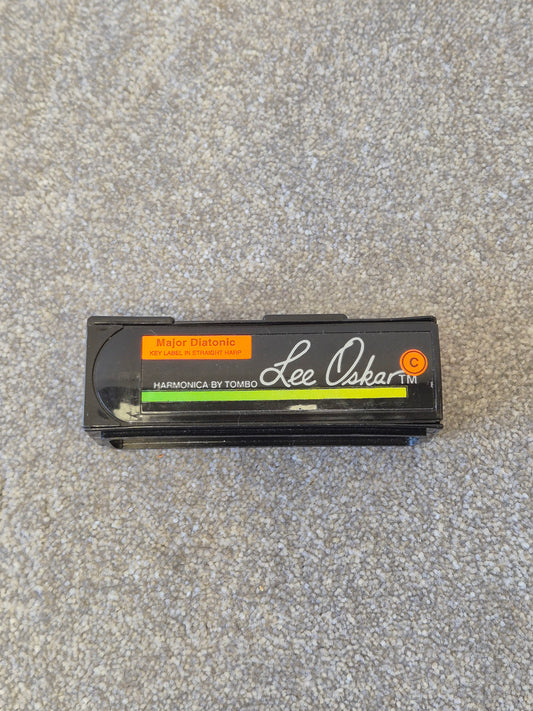 Major Diatonic
KEY LABEL IN STRAIGHT HARP
HARMONICA BY TOMBO
Lee Oskar TM
C